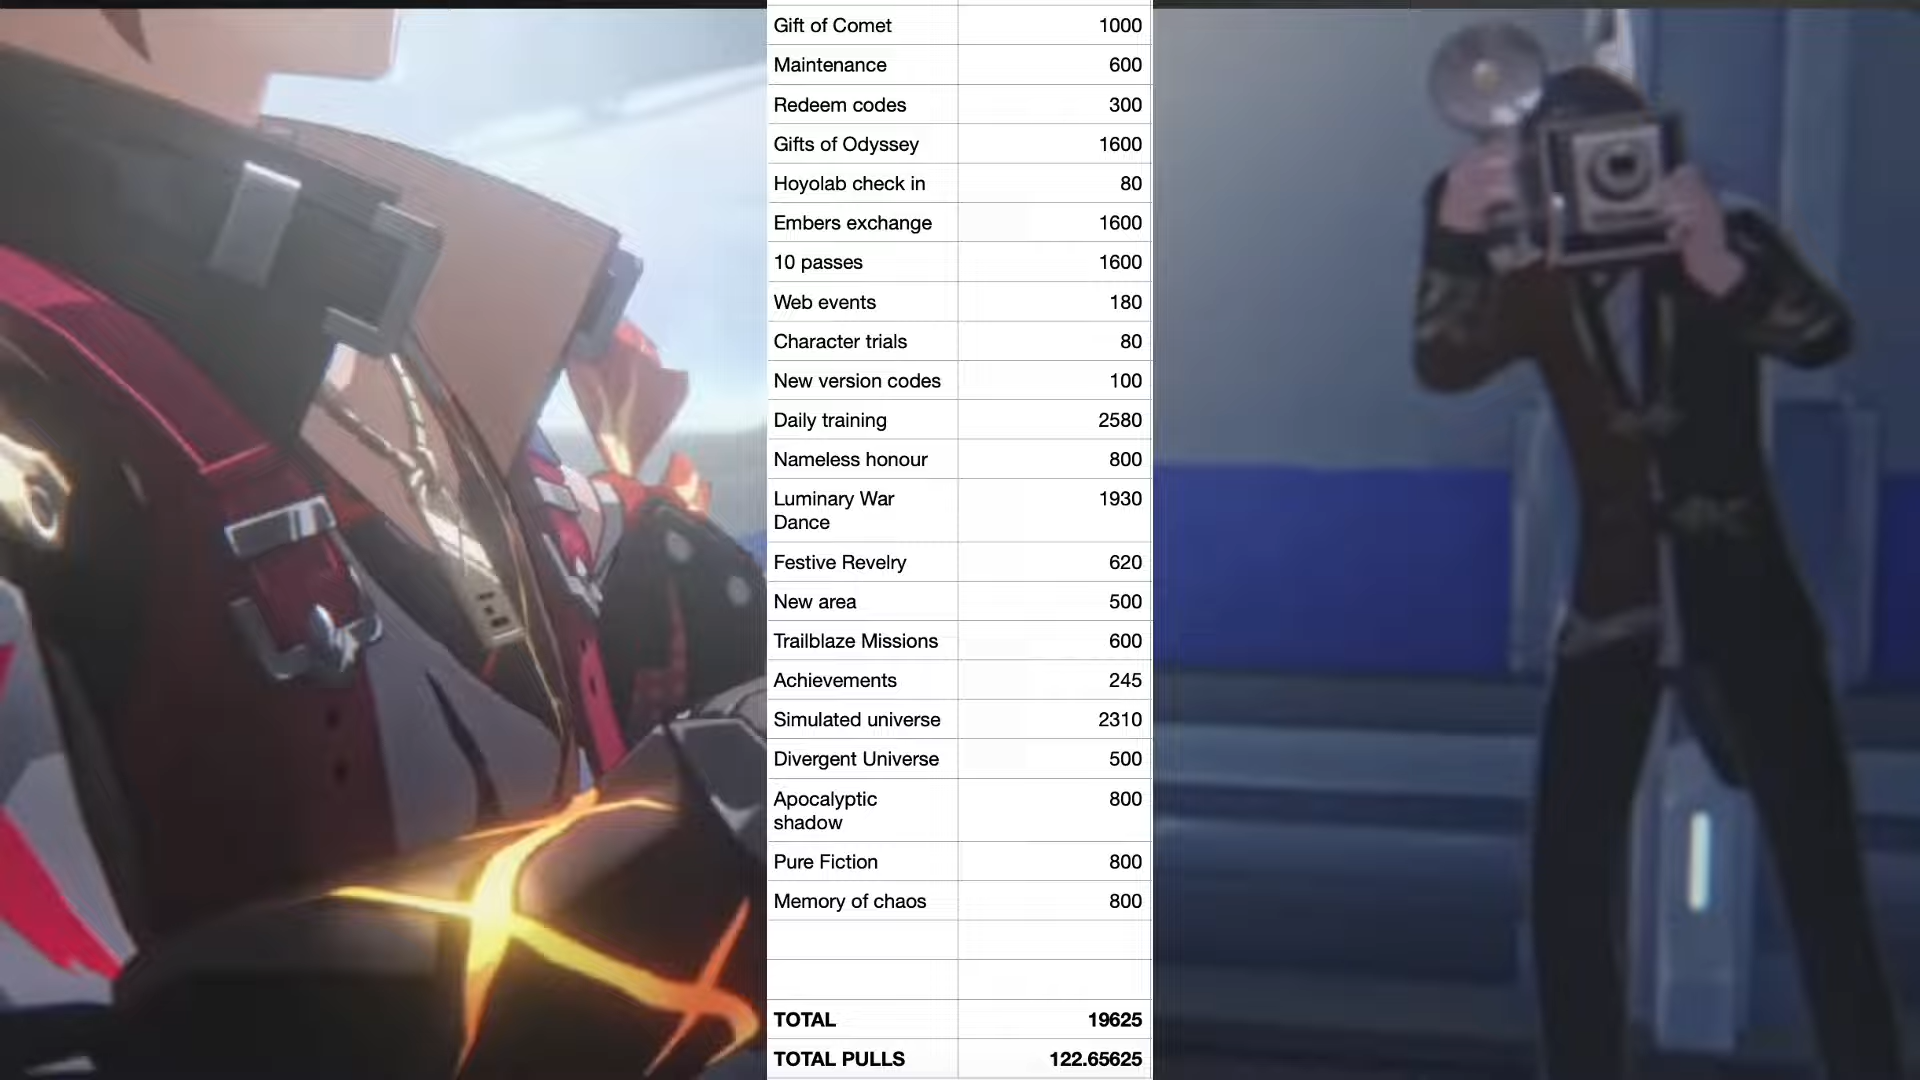 Gift of Comet 1000
Maintenance 600
Redeem codes 300
Gifts of Odyssey 1600
Hoyolab check in 80
Embers exchange 1600
10 passes 1600
Web events 180
Character trials 80
New version codes 100
Daily training 2580
Nameless honour 800
Luminary War 1930
Dance
Festive Revelry 620
New area 500
Trailblaze Missions 600
Achievements 245
Simulated universe 2310
Divergent Universe 500
Apocalyptic 800
shadow
Pure Fiction 800
Memory of chaos 800
TOTAL 19625
TOTAL PULLS 122.65625